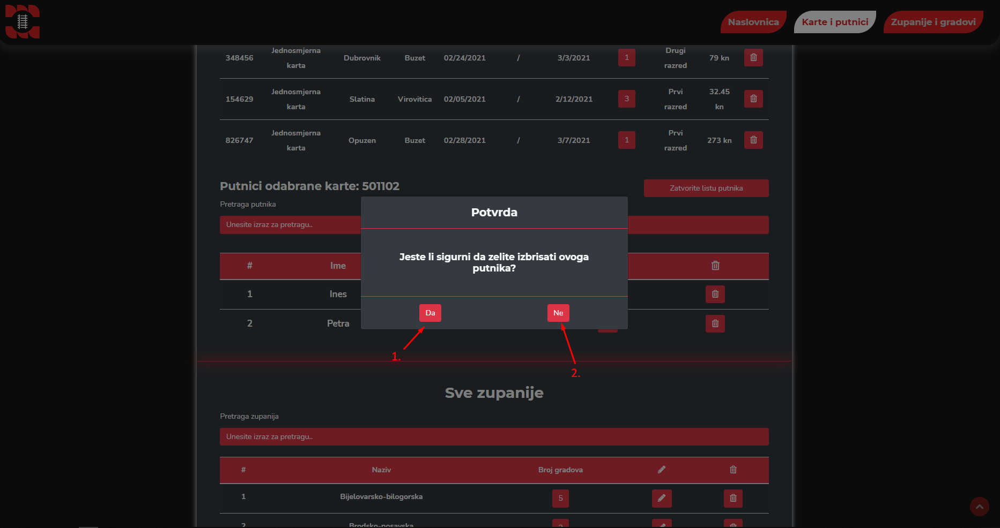 Naslovnica
Karte i putnici
Zupanije i gradovi
348456 Jednosmjerna karta Dubrovnik Buzet 02/24/2021 / 3/3/2021 1 Drugi razred 79 kn
154629 Jednosmjerna karta Slatina Virovitica 02/05/2021 / 2/12/2021 3 Prvi razred 32.45 kn
826747 Jednosmjerna karta Opuzen Buzet 02/28/2021 / 3/7/2021 1 Prvi razred 273 kn
Putnici odabrane karte: 501102
Zatvorite listu putnika
Pretraga putnika
Unesite izraz za pretragu..
# Ime
1 Ines
2 Petra
Potvrda
Jeste li sigurni da zelite izbrisati ovoga
putnika?
Da
Ne
1.
2.
Sve zupanije
Pretraga zupanija
Unesite izraz za pretragu..
# Naziv Broj gradova
1 Bijelovarsko-bilogorska 5
2 Brodsko-posavska